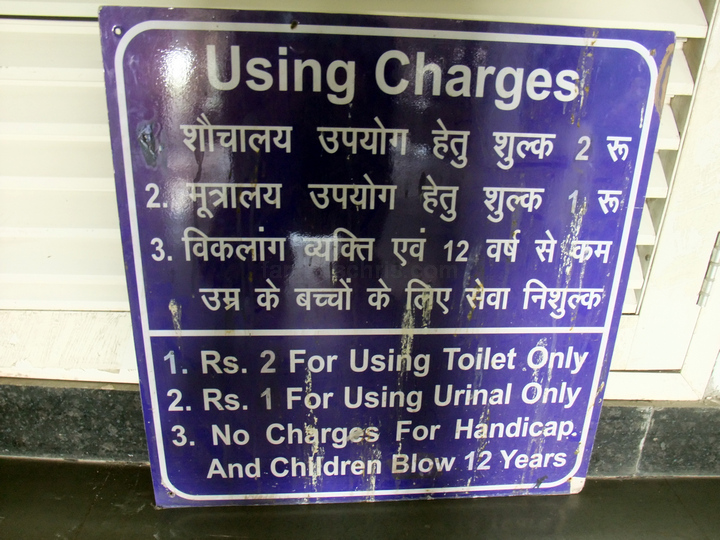 Using Charges
शौचालय उपयोग हेतु शुल्क 2 रू
2. मूत्रालय उपयोग हेतु शुल्क 1 रू
3. विकलांग व्यक्ति एवं 12 वर्ष से कम
उम्र के बच्चों के लिए सेवा निशुल्क
1. Rs. 2 For Using Toilet Only
2. Rs. 1 For Using Urinal Only
3. No Charges For Handicap.
And Children Blow 12 Years